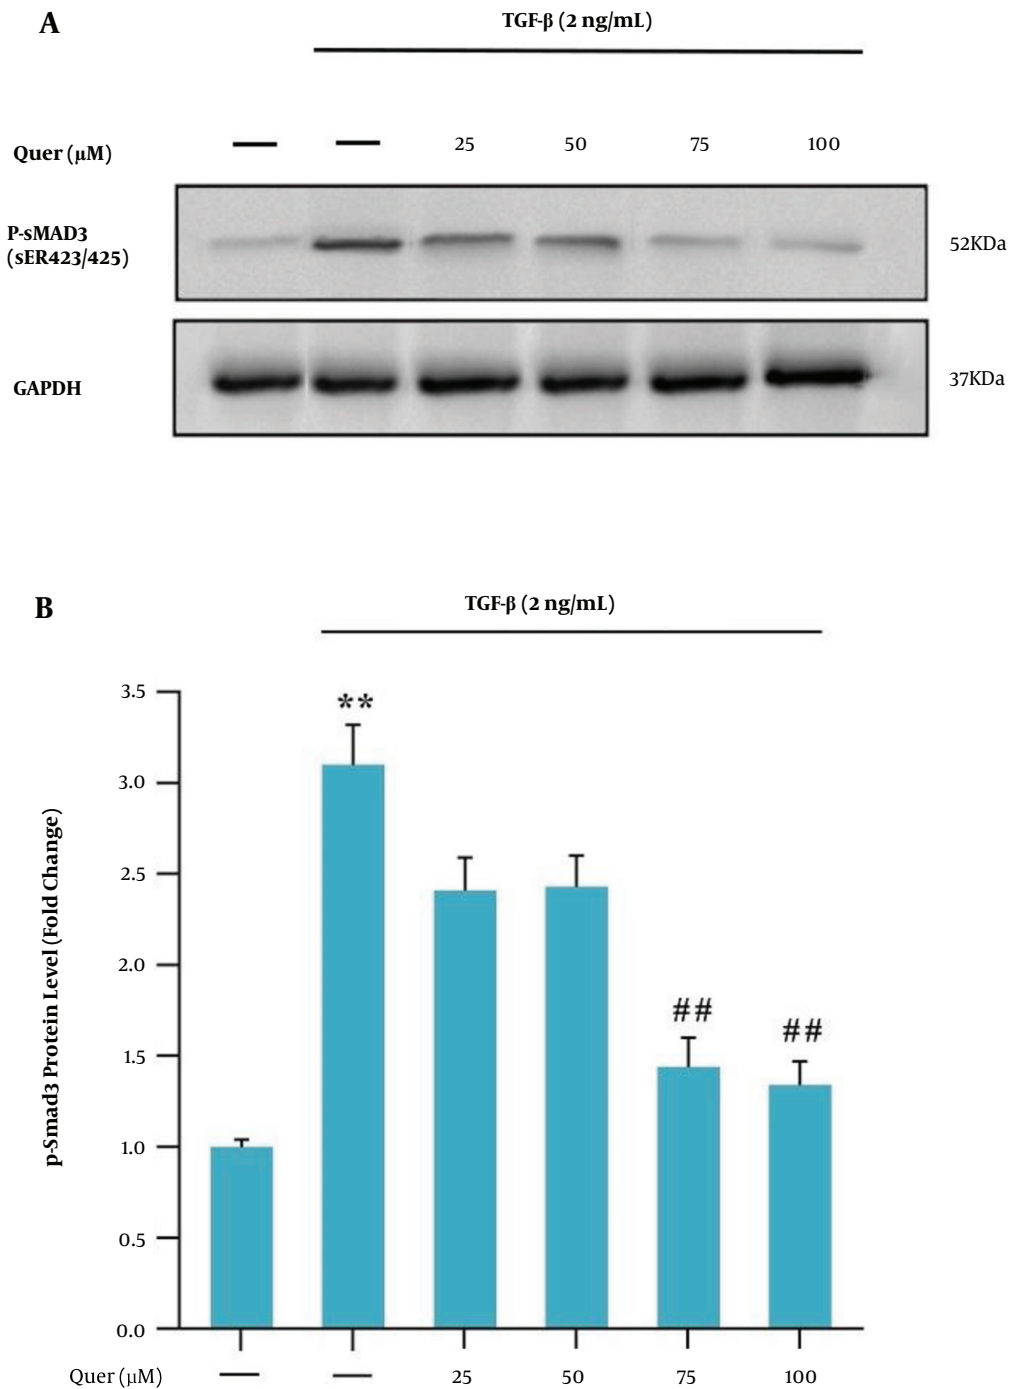 A
TGF-β (2 ng/mL)
Quer (μM) — — 25 50 75 100
P-sMAD3
(sER423/425)
52KDa
GAPDH
37KDa
B
TGF-β (2 ng/mL)
p-Smad3 Protein Level (Fold Change)
3.5
3.0
2.5
2.0
1.5
1.0
0.5
0.0
**
##
##
Quer (μM) — — 25 50 75 100